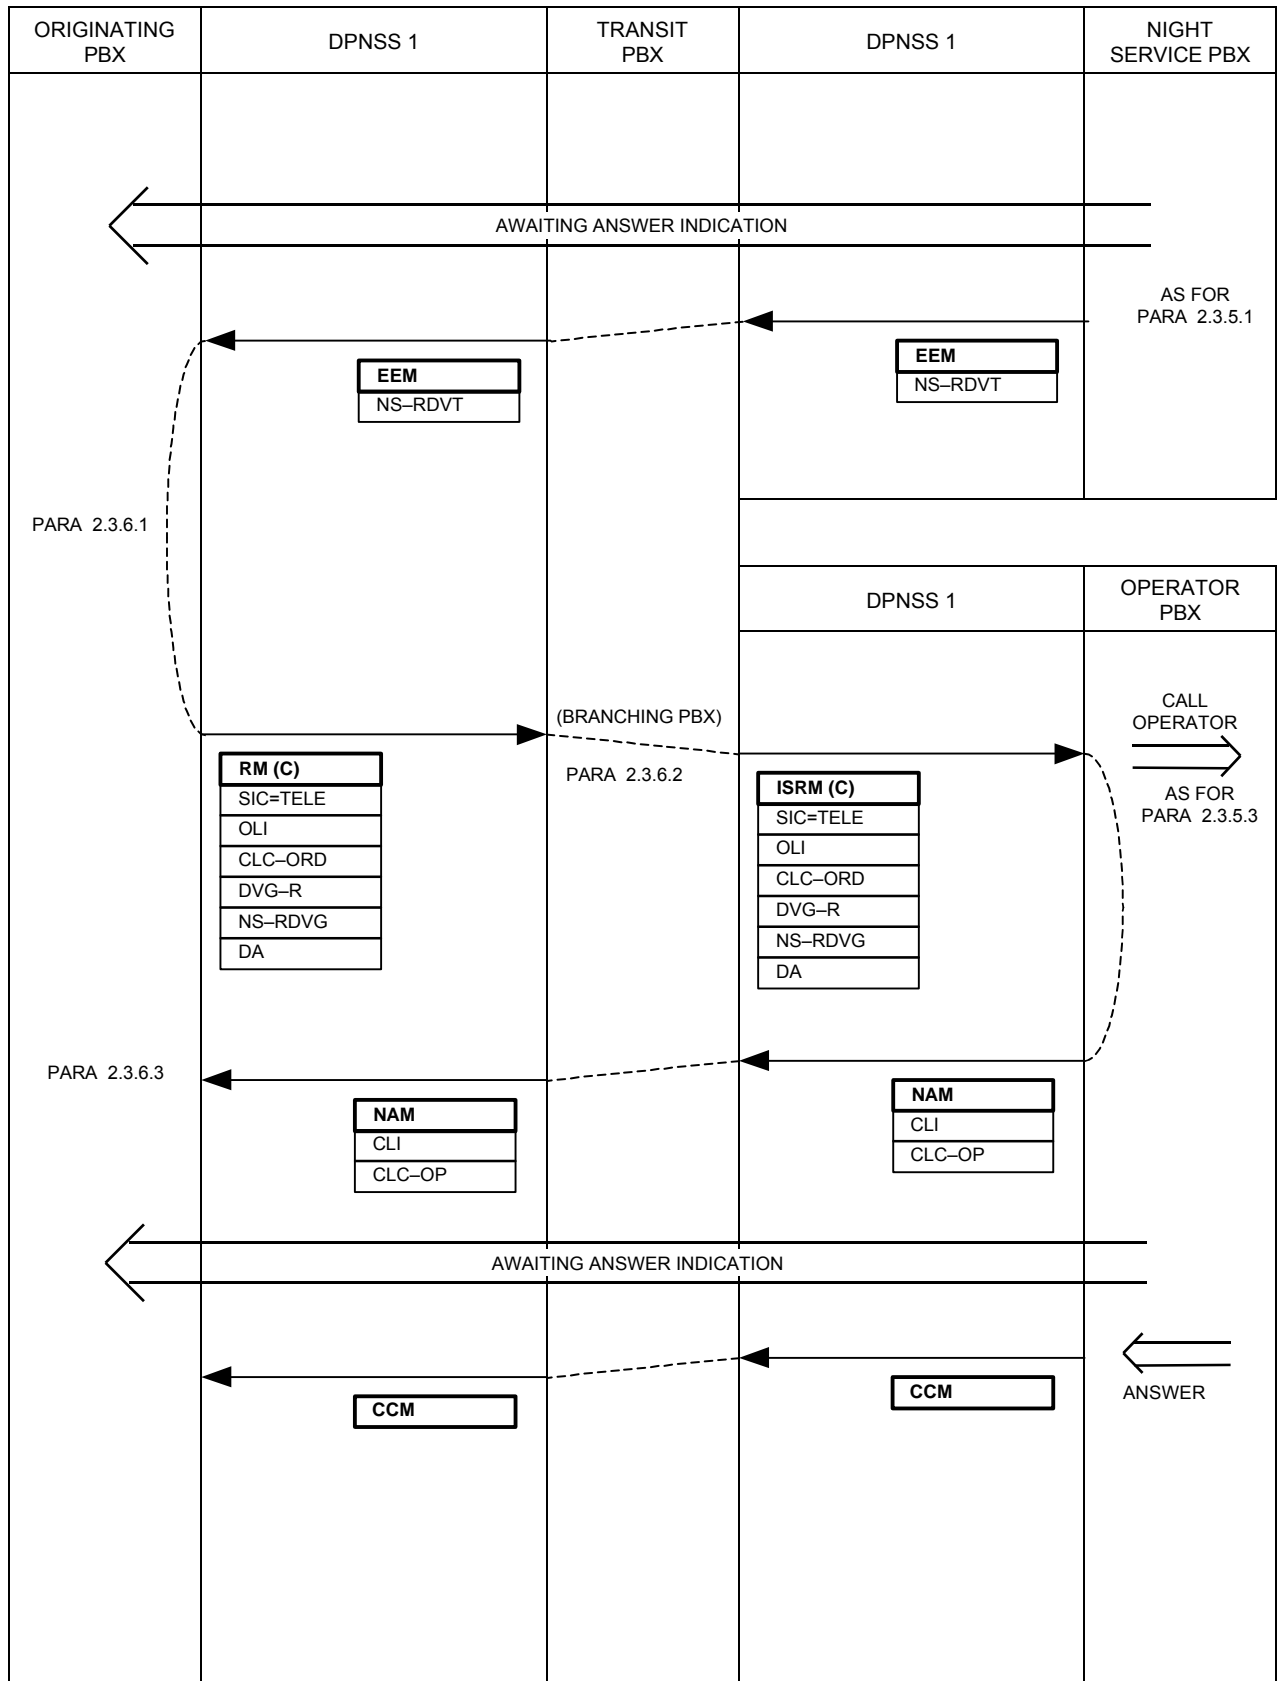 ORIGINATING
PBX
DPNSS 1
TRANSIT
PBX
DPNSS 1
NIGHT
SERVICE PBX
AWAITING ANSWER INDICATION
AS FOR
PARA 2.3.5.1
EEM
NS–RDVT
EEM
NS–RDVT
PARA 2.3.6.1
DPNSS 1
OPERATOR
PBX
(BRANCHING PBX)
PARA 2.3.6.2
CALL
OPERATOR
AS FOR
PARA 2.3.5.3
RM (C)
SIC=TELE
OLI
CLC–ORD
DVG–R
NS–RDVG
DA
ISRM (C)
SIC=TELE
OLI
CLC–ORD
DVG–R
NS–RDVG
DA
PARA 2.3.6.3
NAM
CLI
CLC–OP
NAM
CLI
CLC–OP
AWAITING ANSWER INDICATION
ANSWER
CCM
CCM